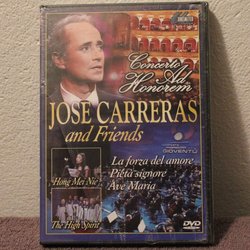 Concerto
Ad
Honorem
JOSE CARRERAS
and Friends
GIOVENTÙ
La forza del amore
Pietà signore
Ave Maria
Hong Mei Nie
The High Spirit
DVD